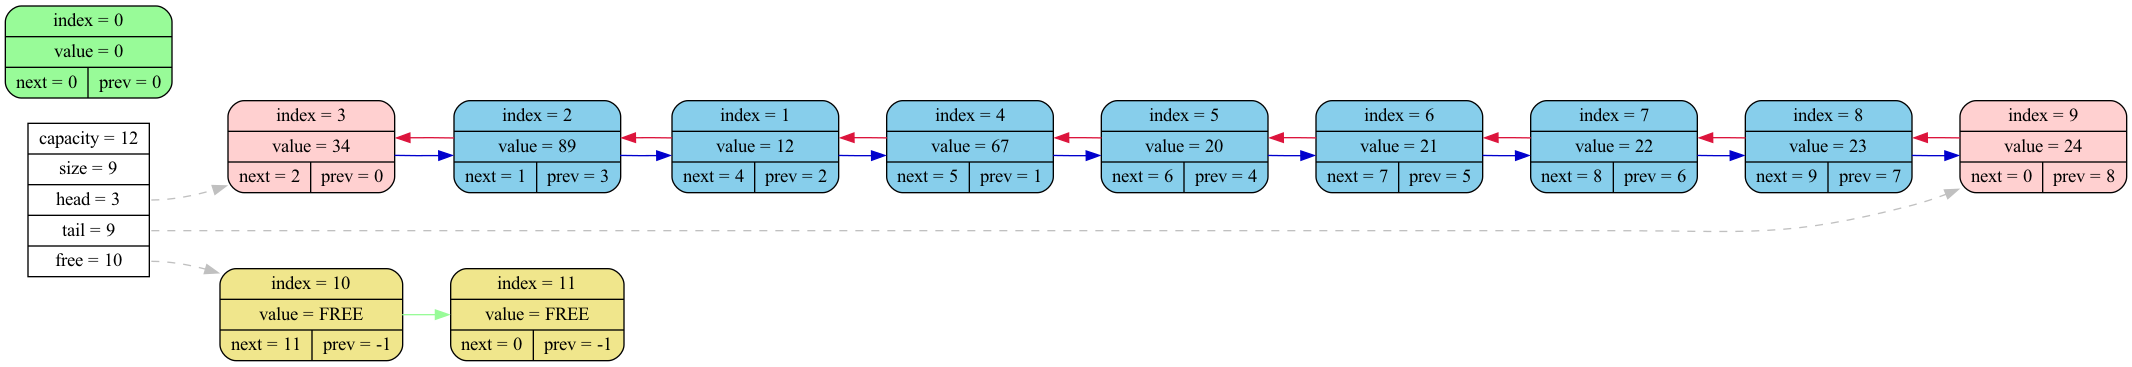 index = 0
value = 0
next = 0 prev = 0
capacity = 12
size = 9
head = 3
tail = 9
free = 10
index = 3
value = 34
next = 2 prev = 0
index = 2
value = 89
next = 1 prev = 3
index = 1
value = 12
next = 4 prev = 2
index = 4
value = 67
next = 5 prev = 1
index = 5
value = 20
next = 6 prev = 4
index = 6
value = 21
next = 7 prev = 5
index = 7
value = 22
next = 8 prev = 6
index = 8
value = 23
next = 9 prev = 7
index = 9
value = 24
next = 0 prev = 8
index = 10
value = FREE
next = 11 prev = -1
index = 11
value = FREE
next = 0 prev = -1